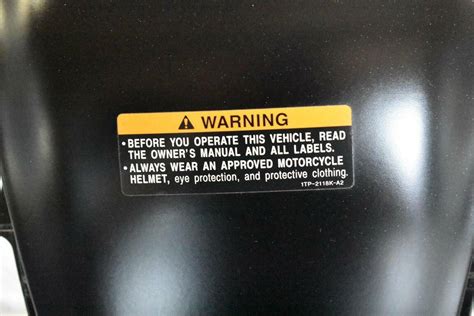 ⚠ WARNING
• BEFORE YOU OPERATE THIS VEHICLE, READ
THE OWNER'S MANUAL AND ALL LABELS.
• ALWAYS WEAR AN APPROVED MOTORCYCLE
HELMET, eye protection, and protective clothing.
1TP-2118K-A2